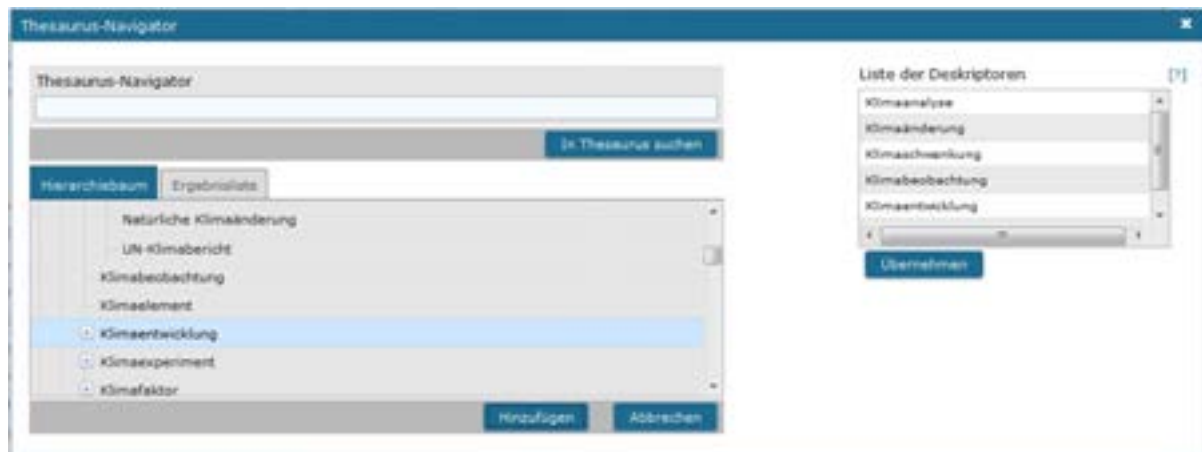 Thesaurus-Navigator
Thesaurus-Navigator
In Thesaurus suchen
Hierarchiebaum
Ergebnisliste
Natürliche Klimaänderung
UN-Klimabericht
Klimabeobachtung
Klimaelement
Klimaentwicklung
Klimaexperiment
Klimafaktor
Hinzufügen
Abbrechen
Liste der Deskriptoren [?]
Klimaanalyse
Klimaänderung
Klimaschwankung
Klimabeobachtung
Klimaentwicklung
Übernehmen